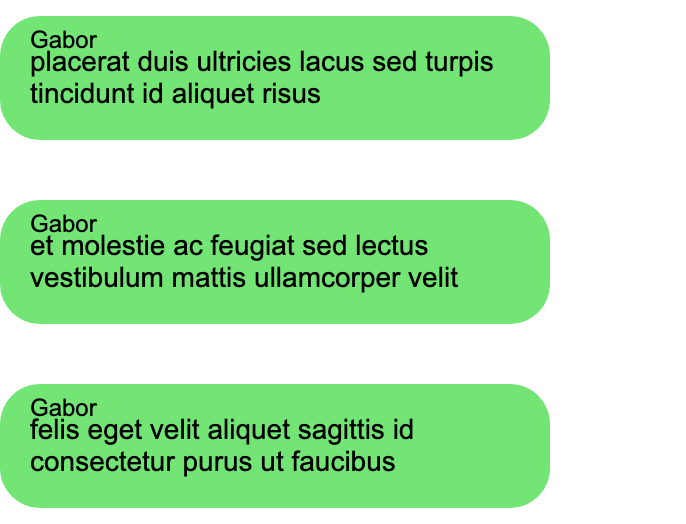 Gabor
placerat duis ultricies lacus sed turpis
tincidunt id aliquet risus
Gabor
et molestie ac feugiat sed lectus
vestibulum mattis ullamcorper velit
Gabor
felis eget velit aliquet sagittis id
consectetur purus ut faucibus